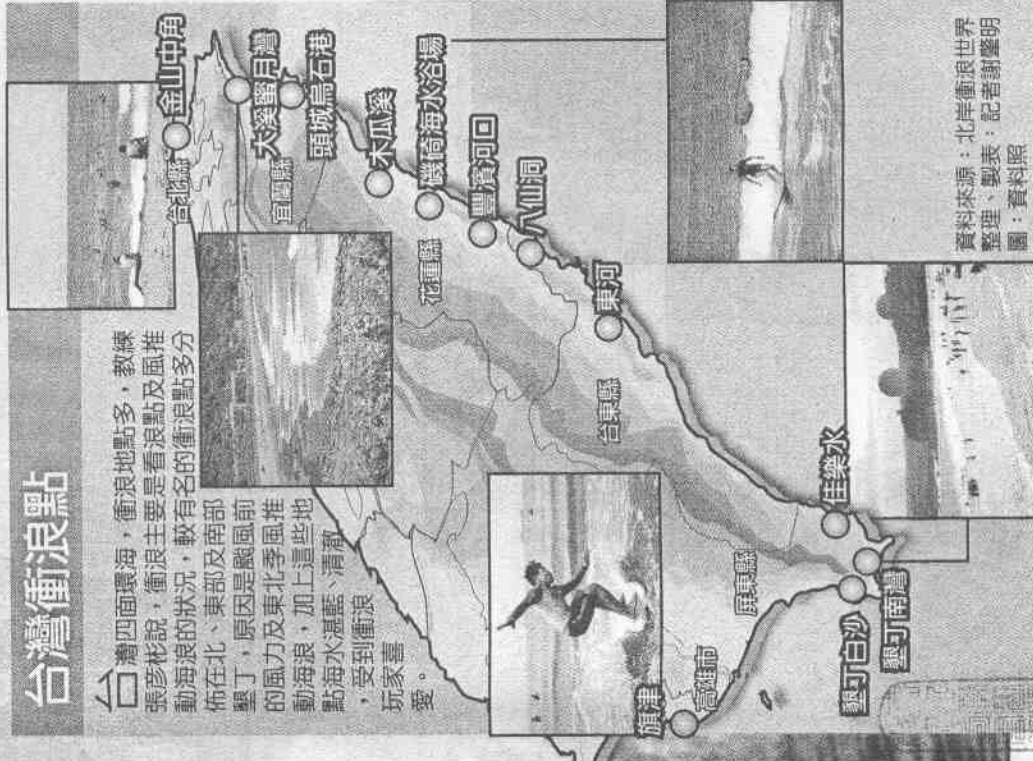 台灣衝浪點
台灣四面環海，衝浪地點多，教練
張彥彬說，衝浪主要是看浪點及風推
動海浪的狀況，較有名的衝浪點多分
佈在北、東部及南部
墾丁，原因是颱風前
的風力及東北季風推
動海浪，加上這些地
點海水湛藍、清澈
，受到衝浪
玩家喜
愛。
金山中角
台北縣
大溪蜜月灣
頭城烏石港
宜蘭縣
木瓜溪
磯碕海水浴場
花蓮縣
豐濱河口
八仙洞
東河
台東縣
佳樂水
屏東縣
墾丁白沙
墾丁南灣
旗津
高雄市
資料來源：北岸衝浪世界
整理、製表：記者謝肇明
圖：資料照